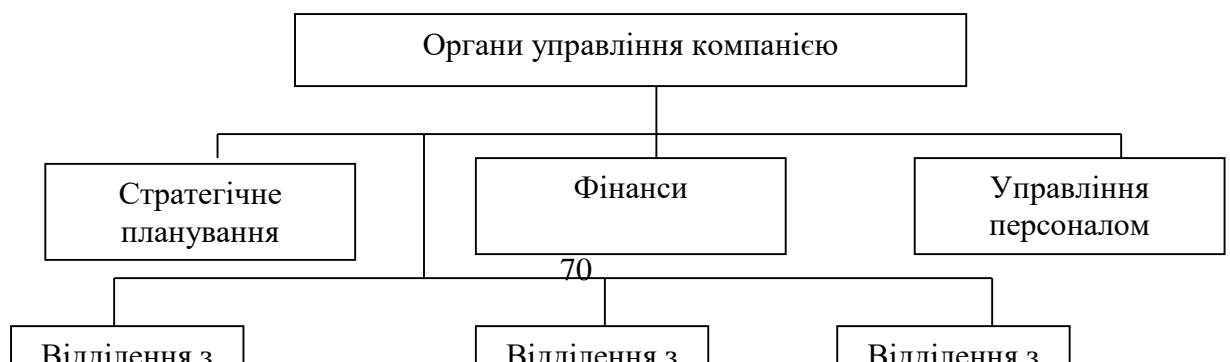 Органи управління компанією
Стратегічне
планування
Фінанси
Управління
персоналом
70
Відділення з
Відділення з
Відділення з